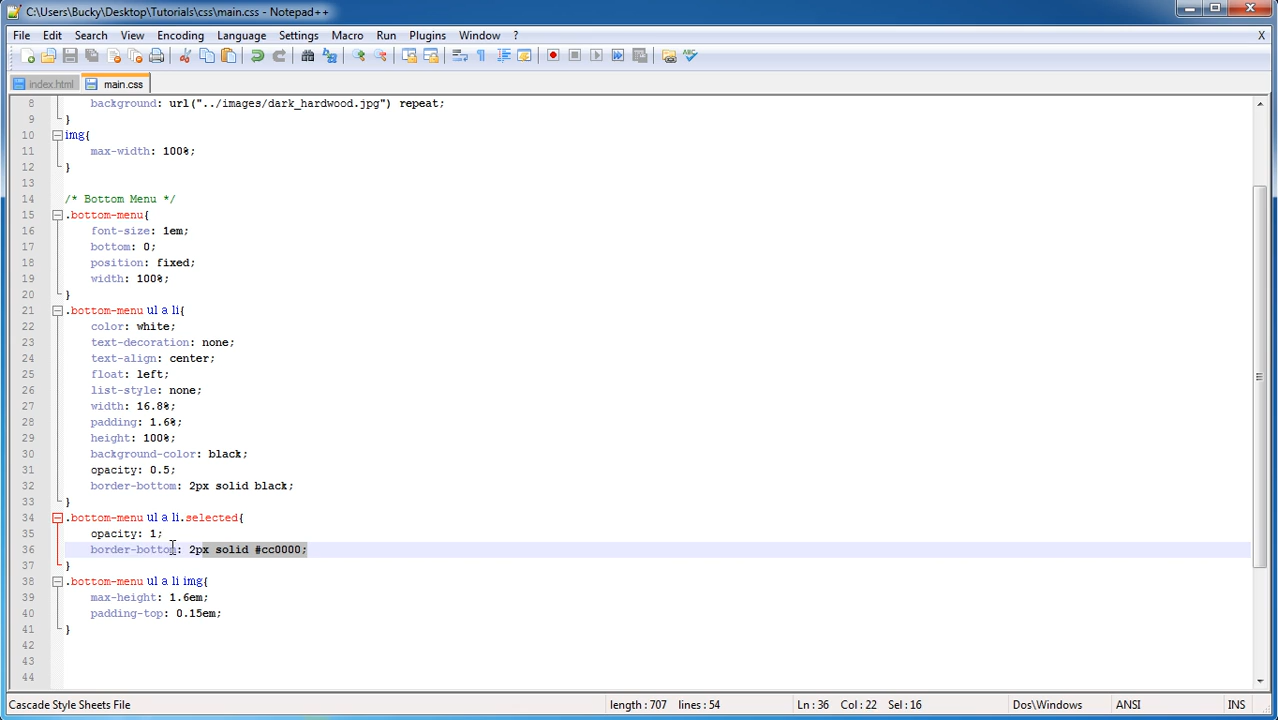 C:\Users\Bucky\Desktop\Tutorials\css\main.css - Notepad++
File Edit Search View Encoding Language Settings Macro Run Plugins Window ? X
index.html main.css
8 background: url("../images/dark_hardwood.jpg") repeat;
9 }
10 img{
11 max-width: 100%;
12 }
13
14 /* Bottom Menu */
15 .bottom-menu{
16 font-size: 1em;
17 bottom: 0;
18 position: fixed;
19 width: 100%;
20 }
21 .bottom-menu ul a li{
22 color: white;
23 text-decoration: none;
24 text-align: center;
25 float: left;
26 list-style: none;
27 width: 16.8%;
28 padding: 1.6%;
29 height: 100%;
30 background-color: black;
31 opacity: 0.5;
32 border-bottom: 2px solid black;
33 }
34 .bottom-menu ul a li.selected{
35 opacity: 1;
36 border-bottom: 2px solid #cc0000;
37 }
38 .bottom-menu ul a li img{
39 max-height: 1.6em;
40 padding-top: 0.15em;
41 }
42
43
44
Cascade Style Sheets File length : 707 lines : 54 Ln : 36 Col : 22 Sel : 16 Dos\Windows ANSI INS